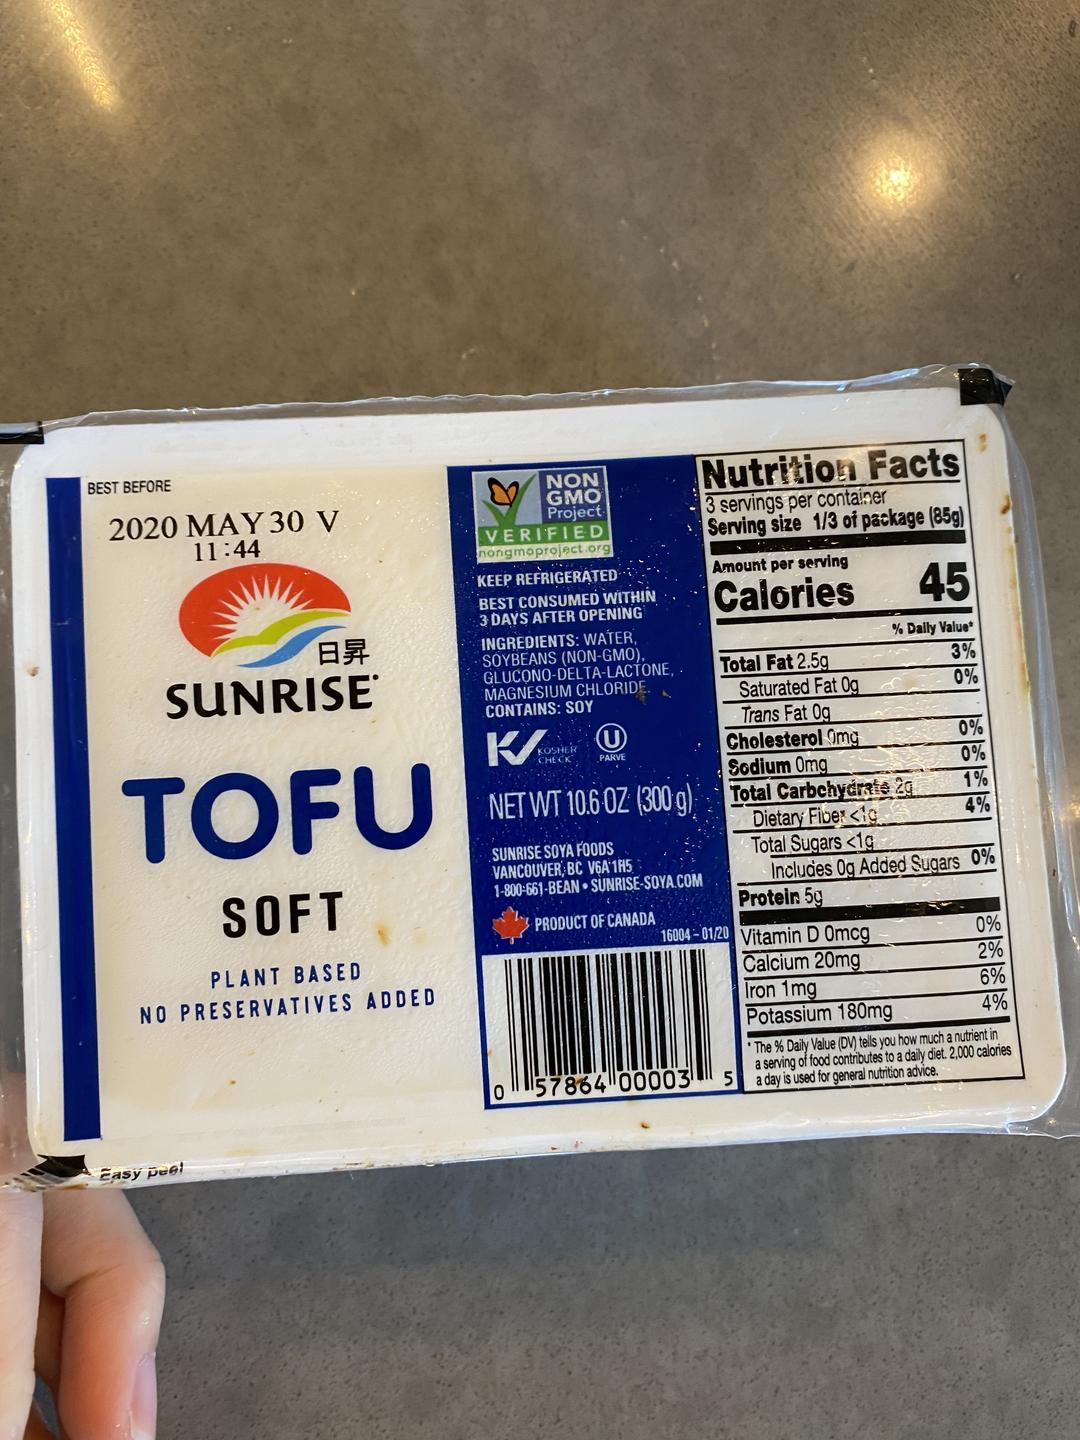 BEST BEFORE
2020 MAY 30 V
11:44
日昇
SUNRISE
TOFU
SOFT
PLANT BASED
NO PRESERVATIVES ADDED
Easy peel
NON
GMO
Project
VERIFIED
nongmoproject.org
KEEP REFRIGERATED
BEST CONSUMED WITHIN
3 DAYS AFTER OPENING
INGREDIENTS: WATER,
SOYBEANS (NON-GMO),
GLUCONO-DELTA-LACTONE,
MAGNESIUM CHLORIDE.
CONTAINS: SOY
KV KOSHER
CHECK
U
PARVE
NET WT 10.6 OZ (300 g)
SUNRISE SOYA FOODS
VANCOUVER, BC V6A 1H5
1-800-661-BEAN • SUNRISE-SOYA.COM
PRODUCT OF CANADA
16004 - 01/20
0 57864 00003 5
Nutrition Facts
3 servings per container
Serving size 1/3 of package (85g)
Amount per serving
Calories 45
% Daily Value*
Total Fat 2.5g 3%
Saturated Fat 0g 0%
Trans Fat 0g
Cholesterol 0mg 0%
Sodium 0mg 0%
Total Carbohydrate 2g 1%
Dietary Fiber <1g 4%
Total Sugars <1g
Includes 0g Added Sugars 0%
Protein 5g
Vitamin D 0mcg 0%
Calcium 20mg 2%
Iron 1mg 6%
Potassium 180mg 4%
* The % Daily Value (DV) tells you how much a nutrient in
a serving of food contributes to a daily diet. 2,000 calories
a day is used for general nutrition advice.